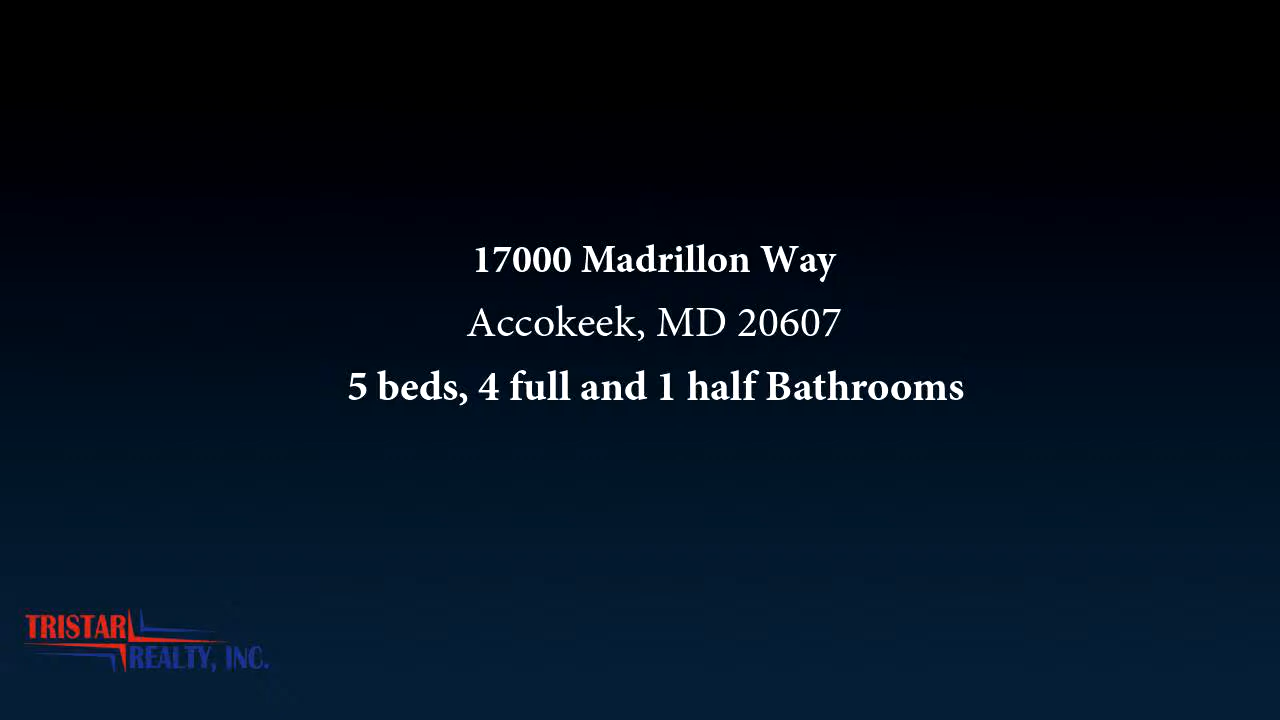 17000 Madrillon Way
Accokeek, MD 20607
5 beds, 4 full and 1 half Bathrooms
TRISTAR
REALTY, INC.